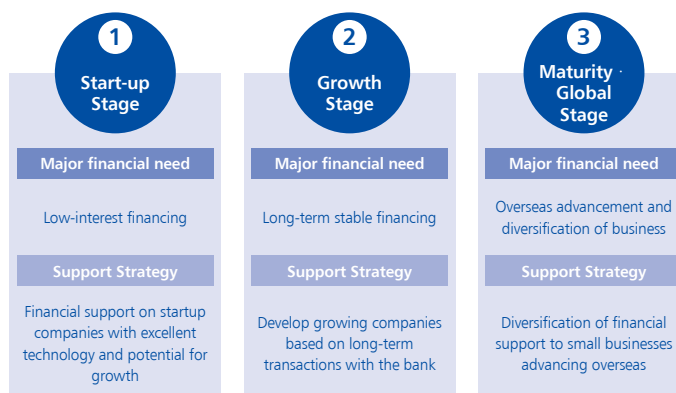 1
Start-up
Stage
Major financial need
Low-interest financing
Support Strategy
Financial support on startup
companies with excellent
technology and potential for
growth
2
Growth
Stage
Major financial need
Long-term stable financing
Support Strategy
Develop growing companies
based on long-term
transactions with the bank
3
Maturity ·
Global
Stage
Major financial need
Overseas advancement and
diversification of business
Support Strategy
Diversification of financial
support to small businesses
advancing overseas